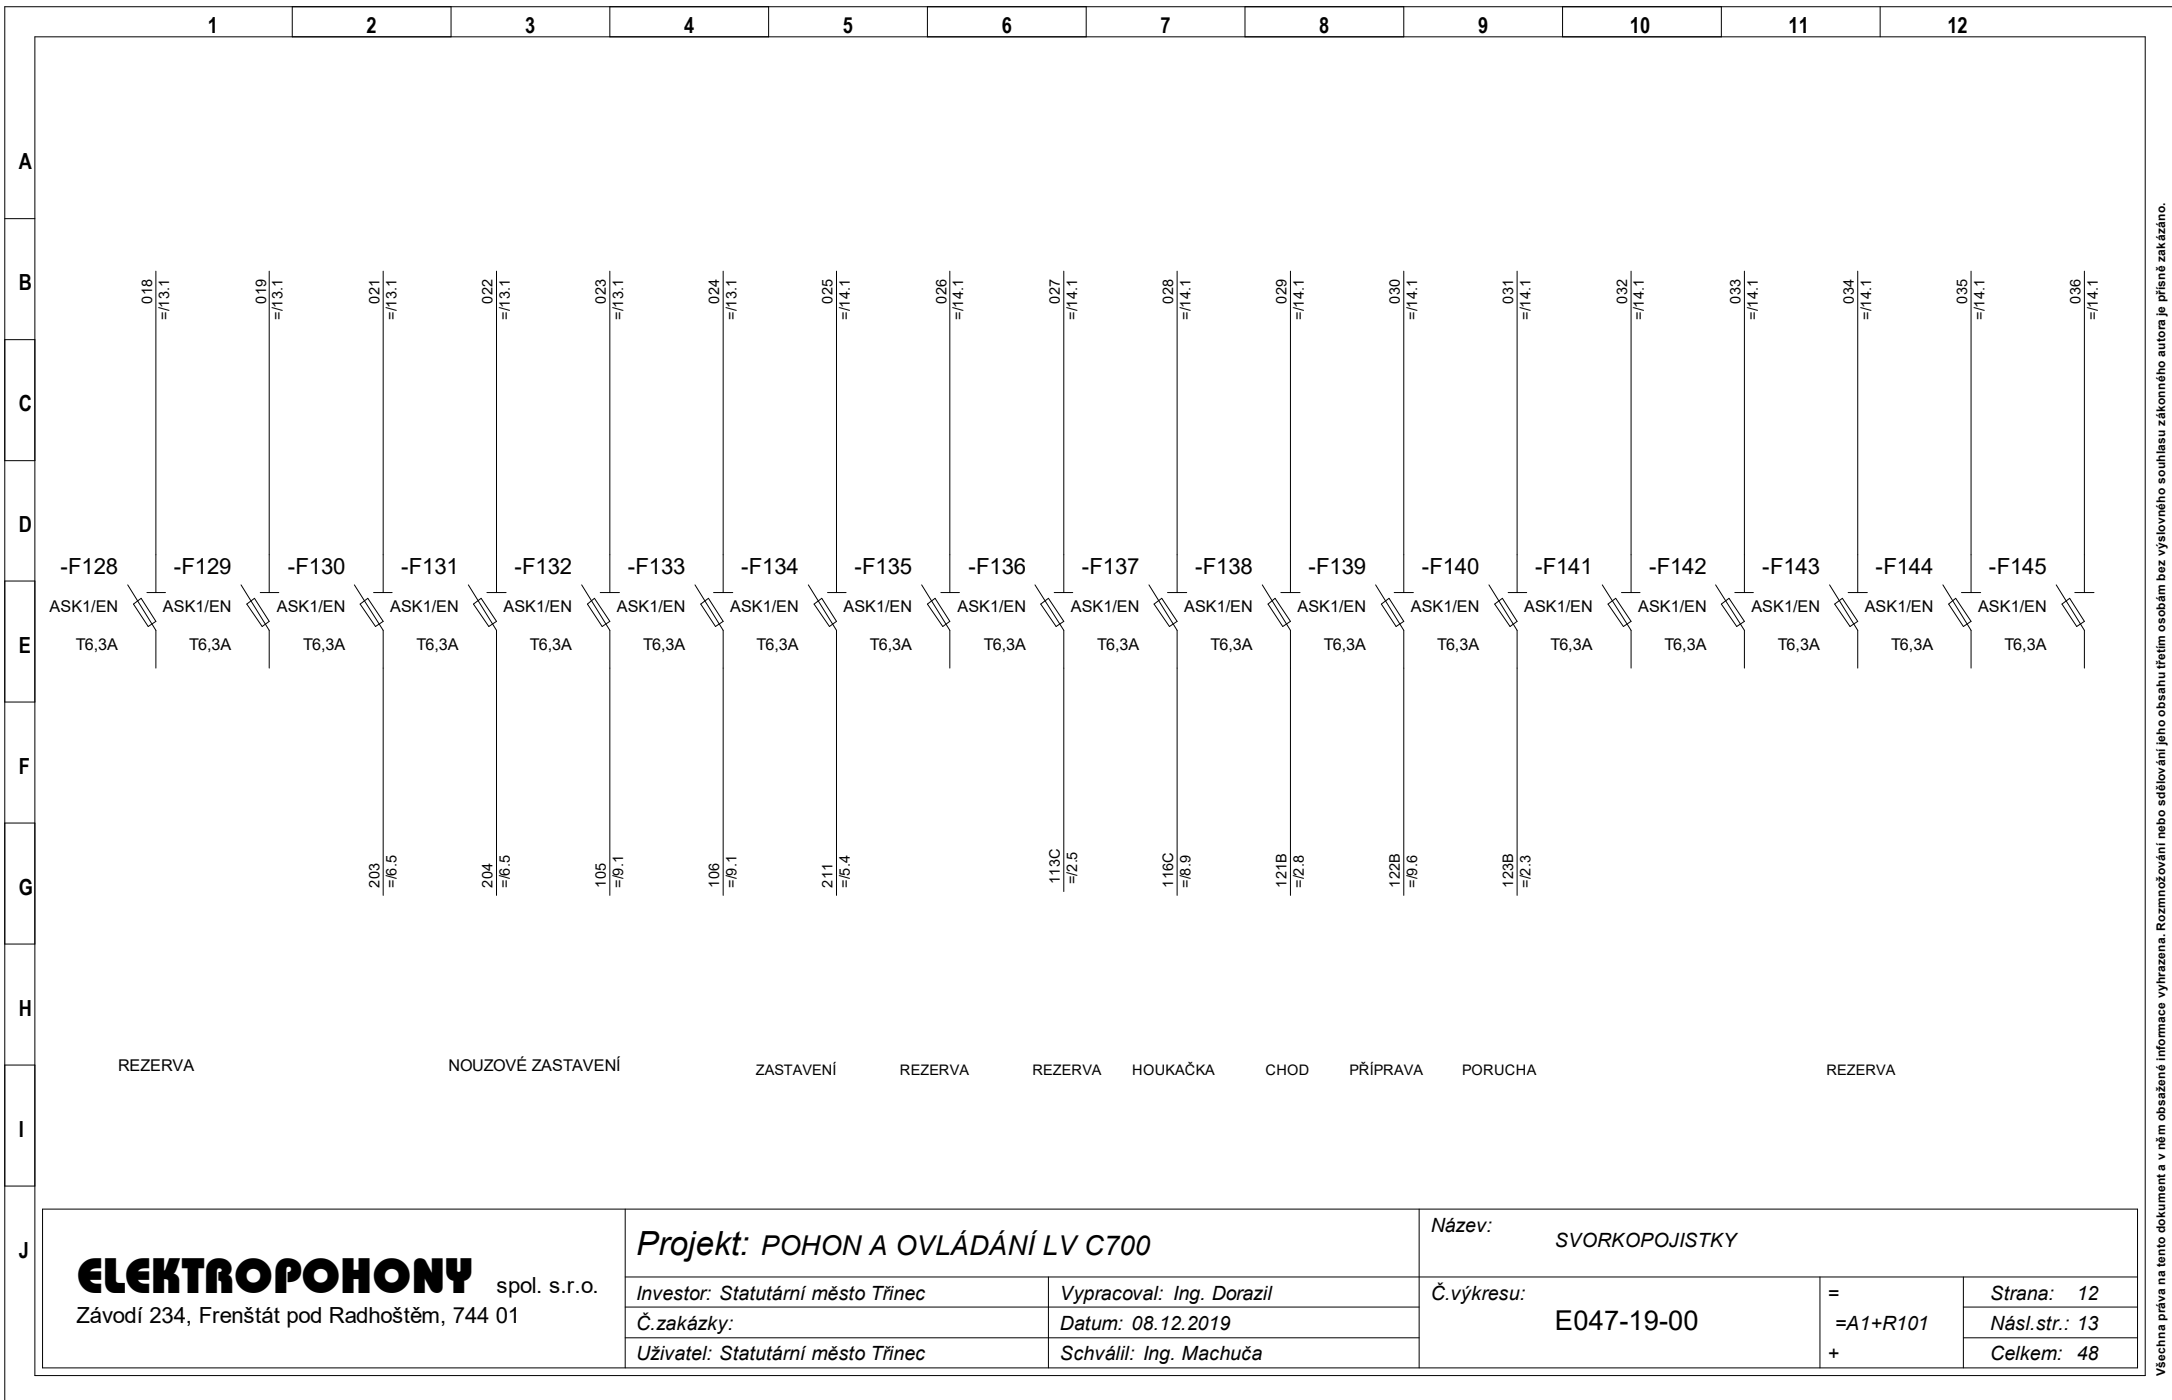 1 2 3 4 5 6 7 8 9 10 11 12
A
B
C
D
E
F
G
H
I
J
018 019 021 022 023 024 025 026 027 028 029 030 031 032 033 034 035 036
=/13.1 =/13.1 =/13.1 =/13.1 =/13.1 =/13.1 =/14.1 =/14.1 =/14.1 =/14.1 =/14.1 =/14.1 =/14.1 =/14.1 =/14.1 =/14.1 =/14.1 =/14.1
-F128 -F129 -F130 -F131 -F132 -F133 -F134 -F135 -F136 -F137 -F138 -F139 -F140 -F141 -F142 -F143 -F144 -F145
ASK1/EN ASK1/EN ASK1/EN ASK1/EN ASK1/EN ASK1/EN ASK1/EN ASK1/EN ASK1/EN ASK1/EN ASK1/EN ASK1/EN ASK1/EN ASK1/EN ASK1/EN ASK1/EN ASK1/EN ASK1/EN
T6,3A T6,3A T6,3A T6,3A T6,3A T6,3A T6,3A T6,3A T6,3A T6,3A T6,3A T6,3A T6,3A T6,3A T6,3A T6,3A T6,3A T6,3A
203 204 105 106 211 113C 116C 121B 122B 123B
=/6.5 =/6.5 =/9.1 =/9.1 =/5.4 =/2.5 =/8.9 =/2.8 =/9.6 =/2.3
REZERVA NOUZOVÉ ZASTAVENÍ ZASTAVENÍ REZERVA REZERVA HOUKAČKA CHOD PŘÍPRAVA PORUCHA REZERVA
ELEKTROPOHONY spol. s.r.o.
Závodí 234, Frenštát pod Radhoštěm, 744 01
Projekt: POHON A OVLÁDÁNÍ LV C700
Investor: Statutární město Třinec
Vypracoval: Ing. Dorazil
Č.zakázky:
Datum: 08.12.2019
Uživatel: Statutární město Třinec
Schválil: Ing. Machuča
Název:
SVORKOPOJISTKY
Č.výkresu:
E047-19-00
=
=A1+R101
+
Strana: 12
Násl.str.: 13
Celkem: 48
Všechna práva na tento dokument a v něm obsažené informace vyhrazena. Rozmnožování nebo sdělování jeho obsahu třetím osobám bez výslovného souhlasu zákonného autora je přísně zakázáno.